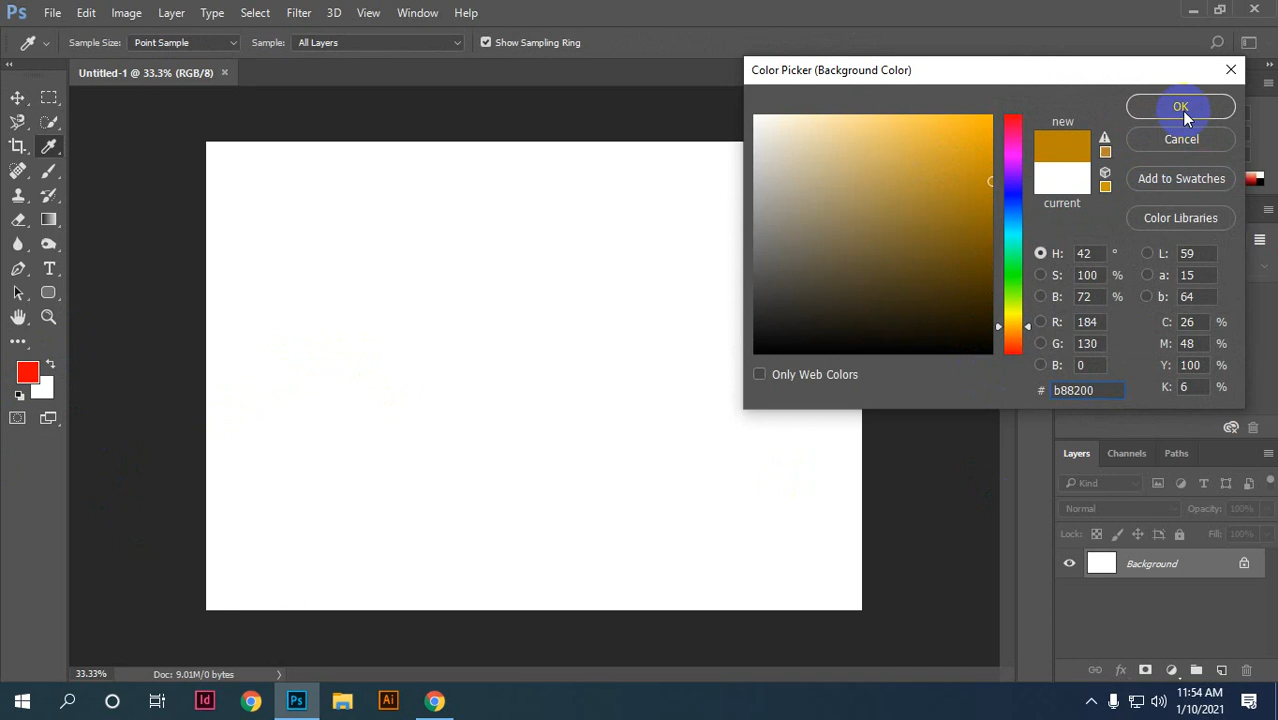 Ps File Edit Image Layer Type Select Filter 3D View Window Help
Sample Size: Point Sample Sample: All Layers Show Sampling Ring
Untitled-1 @ 33.3% (RGB/8)
Color Picker (Background Color)
new
current
OK
Cancel
Add to Swatches
Color Libraries
H: 42 °
S: 100 %
B: 72 %
R: 184
G: 130
B: 0
# b88200
L: 59
a: 15
b: 64
C: 26 %
M: 48 %
Y: 100 %
K: 6 %
Only Web Colors
Layers Channels Paths
Kind
Normal Opacity: 100%
Lock: Fill: 100%
Background
33.33% Doc: 9.01M/0 bytes
Id Ps Ai
11:54 AM
1/10/2021